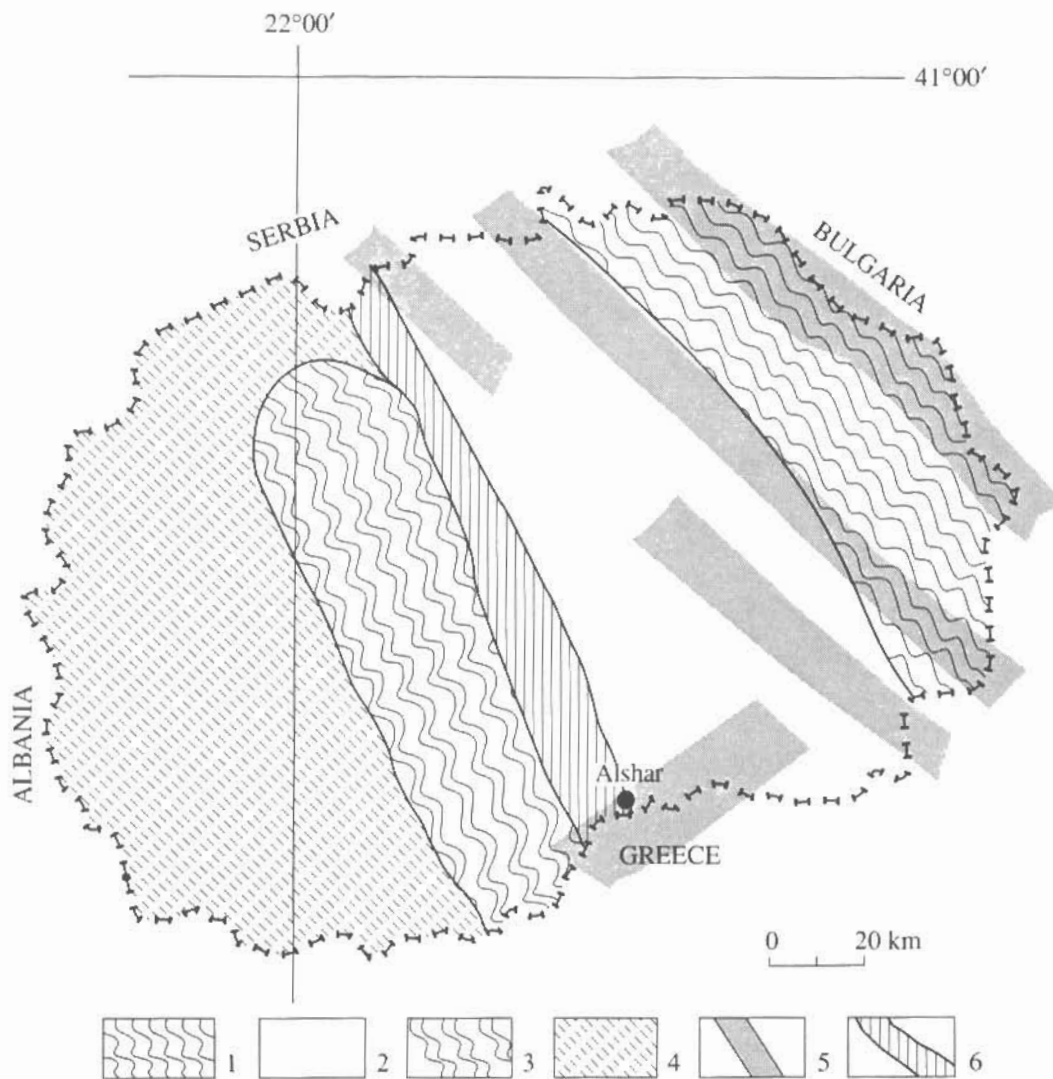 22°00′
41°00′
SERBIA
BULGARIA
ALBANIA
Alshar
GREECE
0 20 km
1 2 3 4 5 6